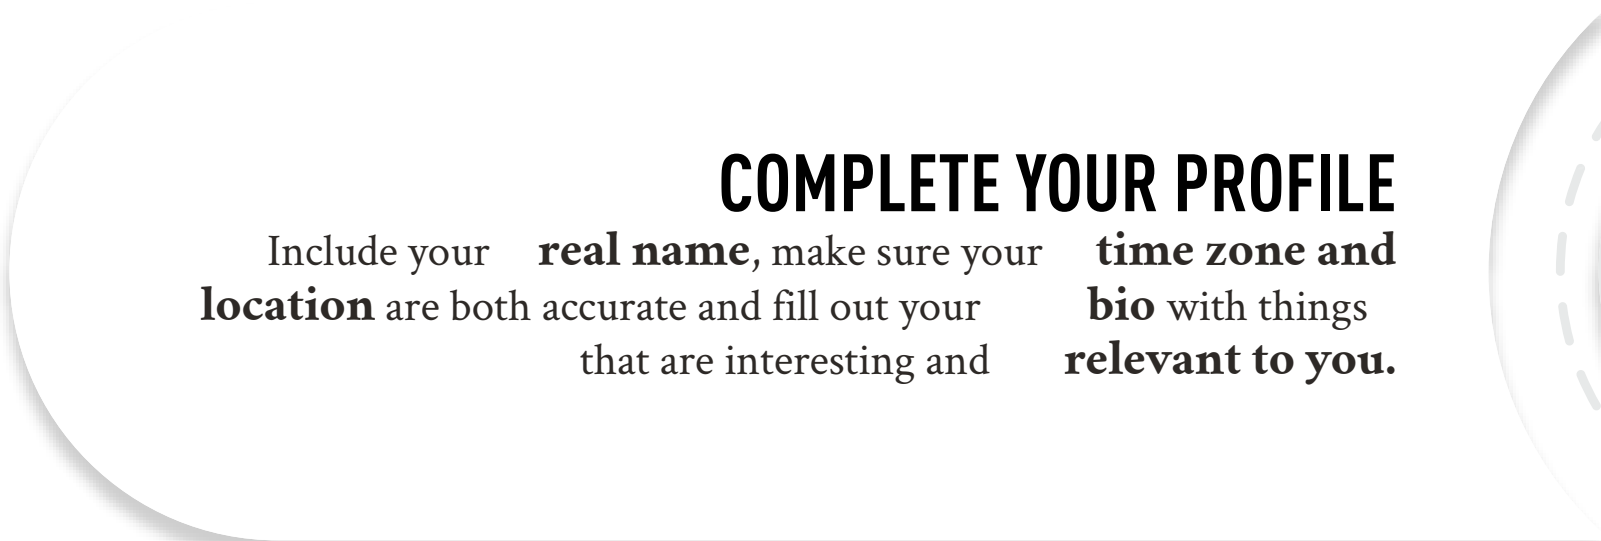 COMPLETE YOUR PROFILE
Include your real name, make sure your time zone and
location are both accurate and fill out your bio with things
that are interesting and relevant to you.